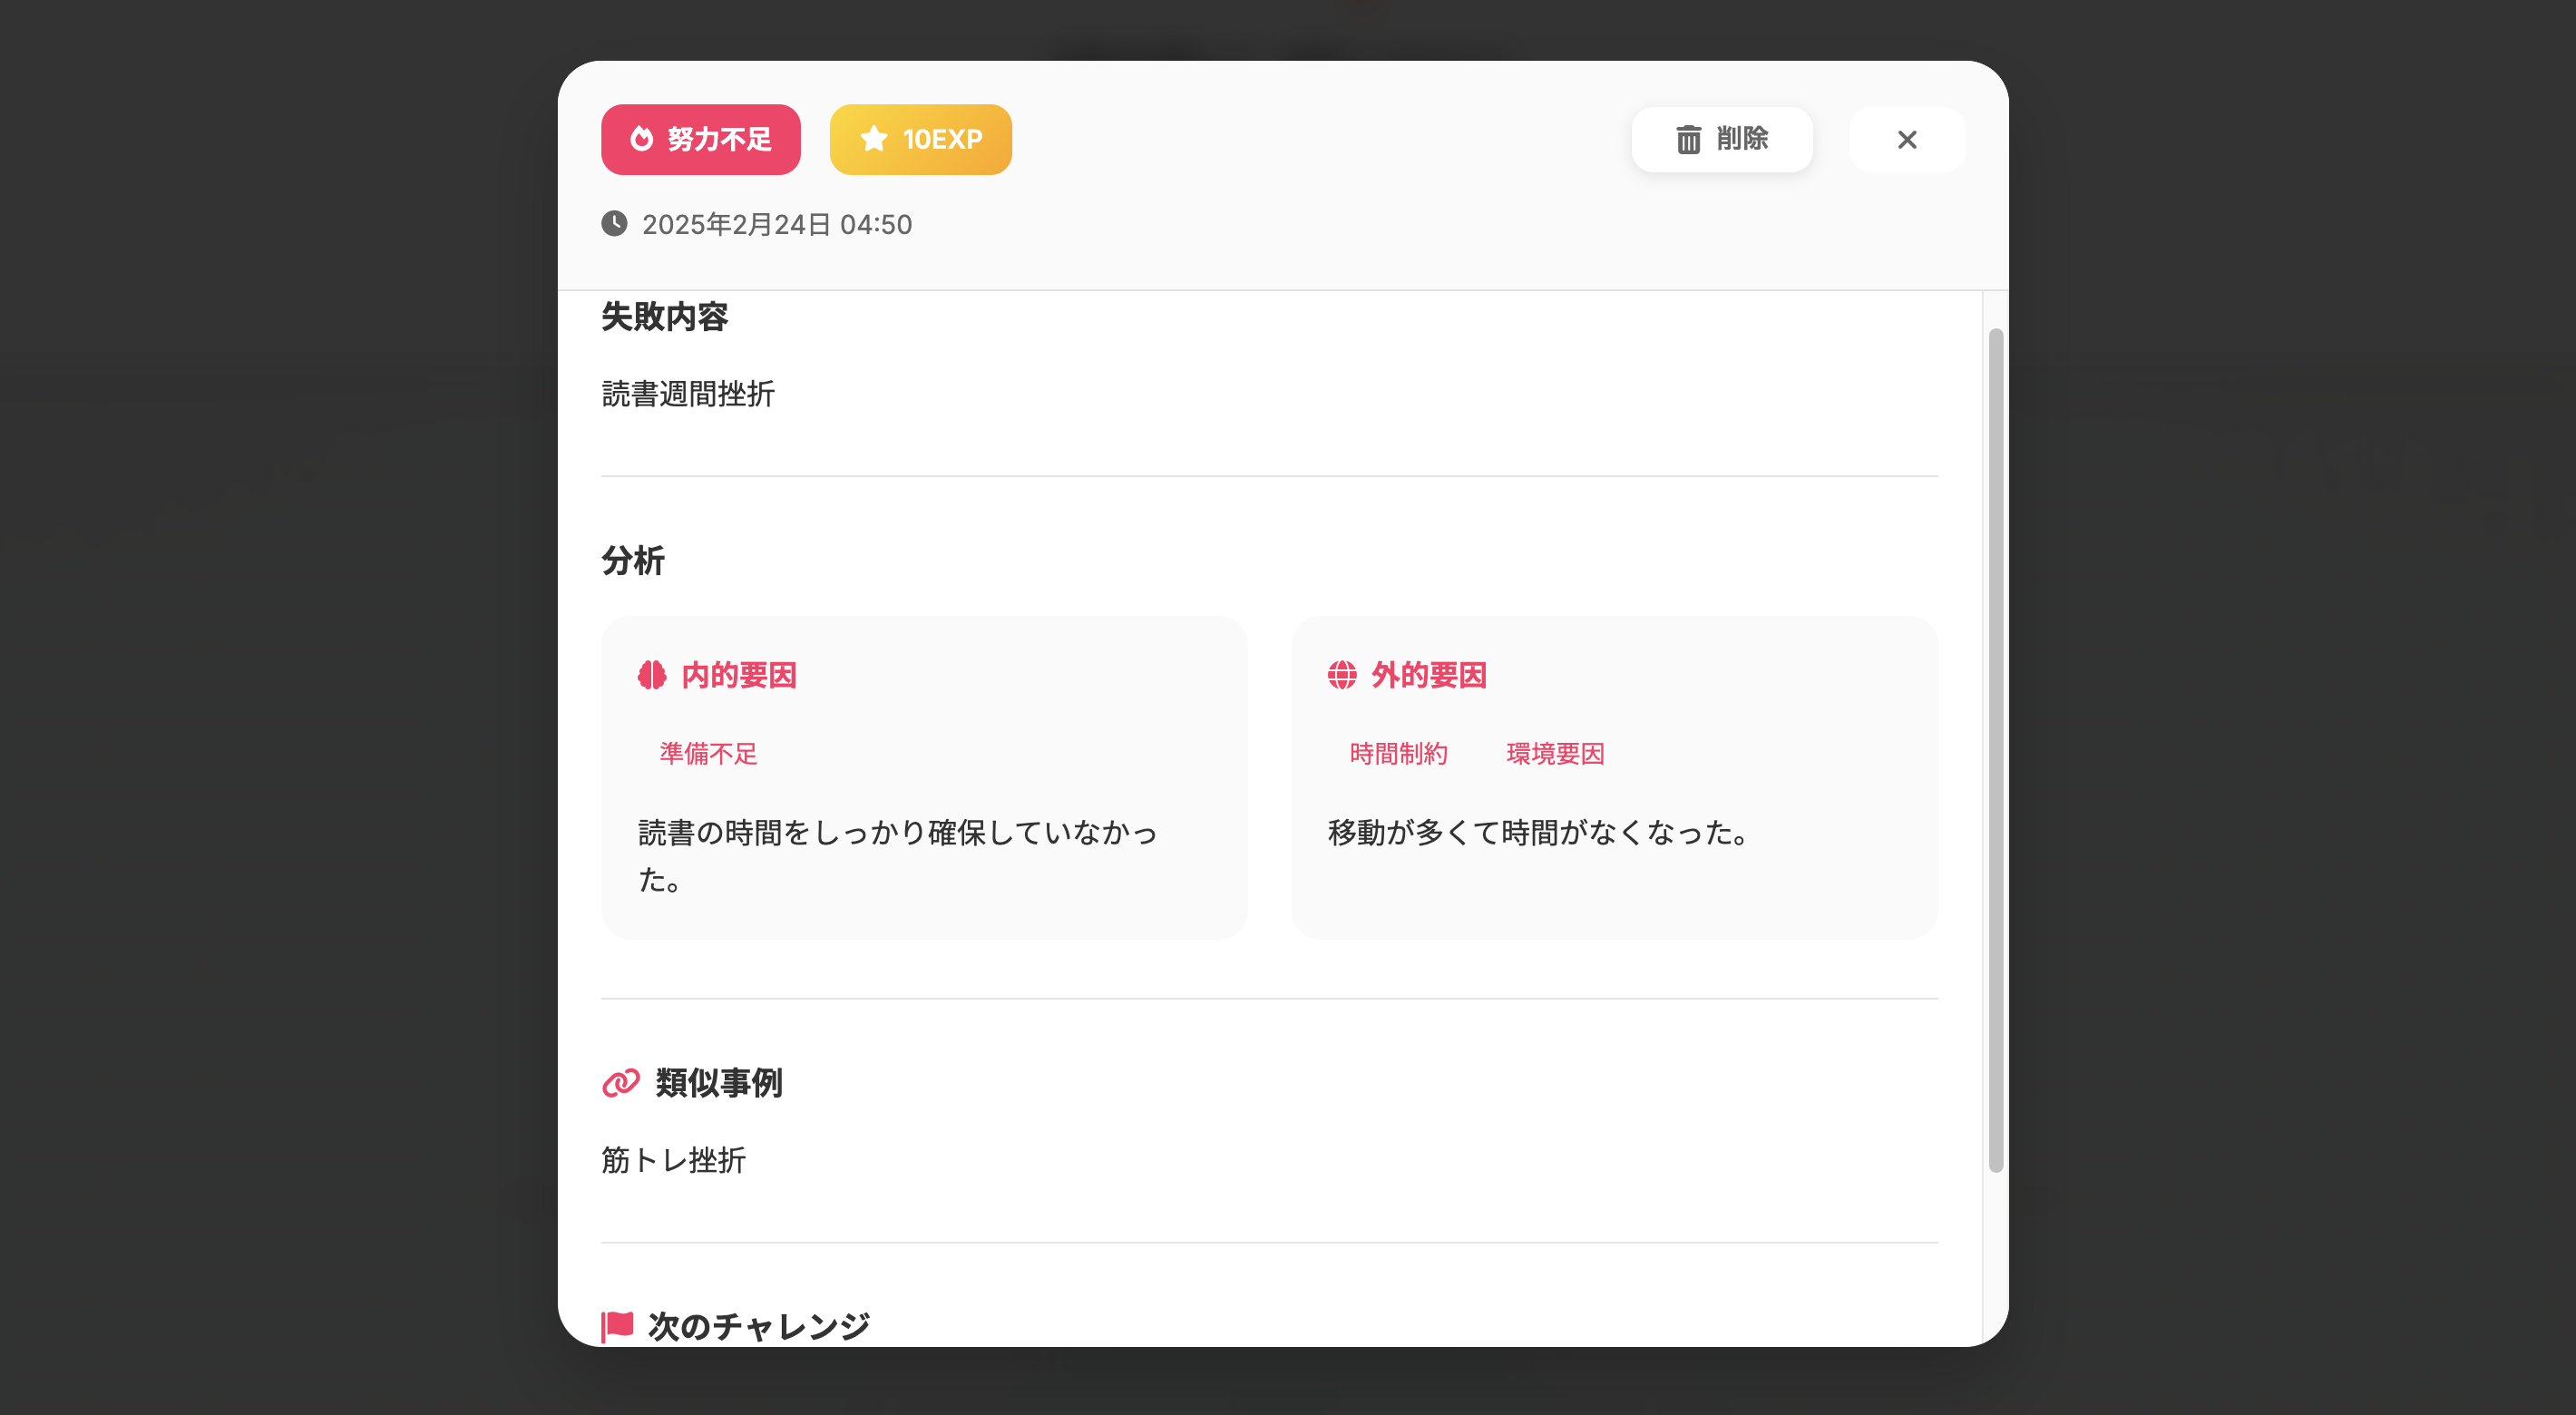 努力不足
10EXP
削除
2025年2月24日 04:50
失敗内容
読書週間挫折
分析
内的要因
準備不足
読書の時間をしっかり確保していなかっ
た。
外的要因
時間制約 環境要因
移動が多くて時間がなくなった。
類似事例
筋トレ挫折
次のチャレンジ